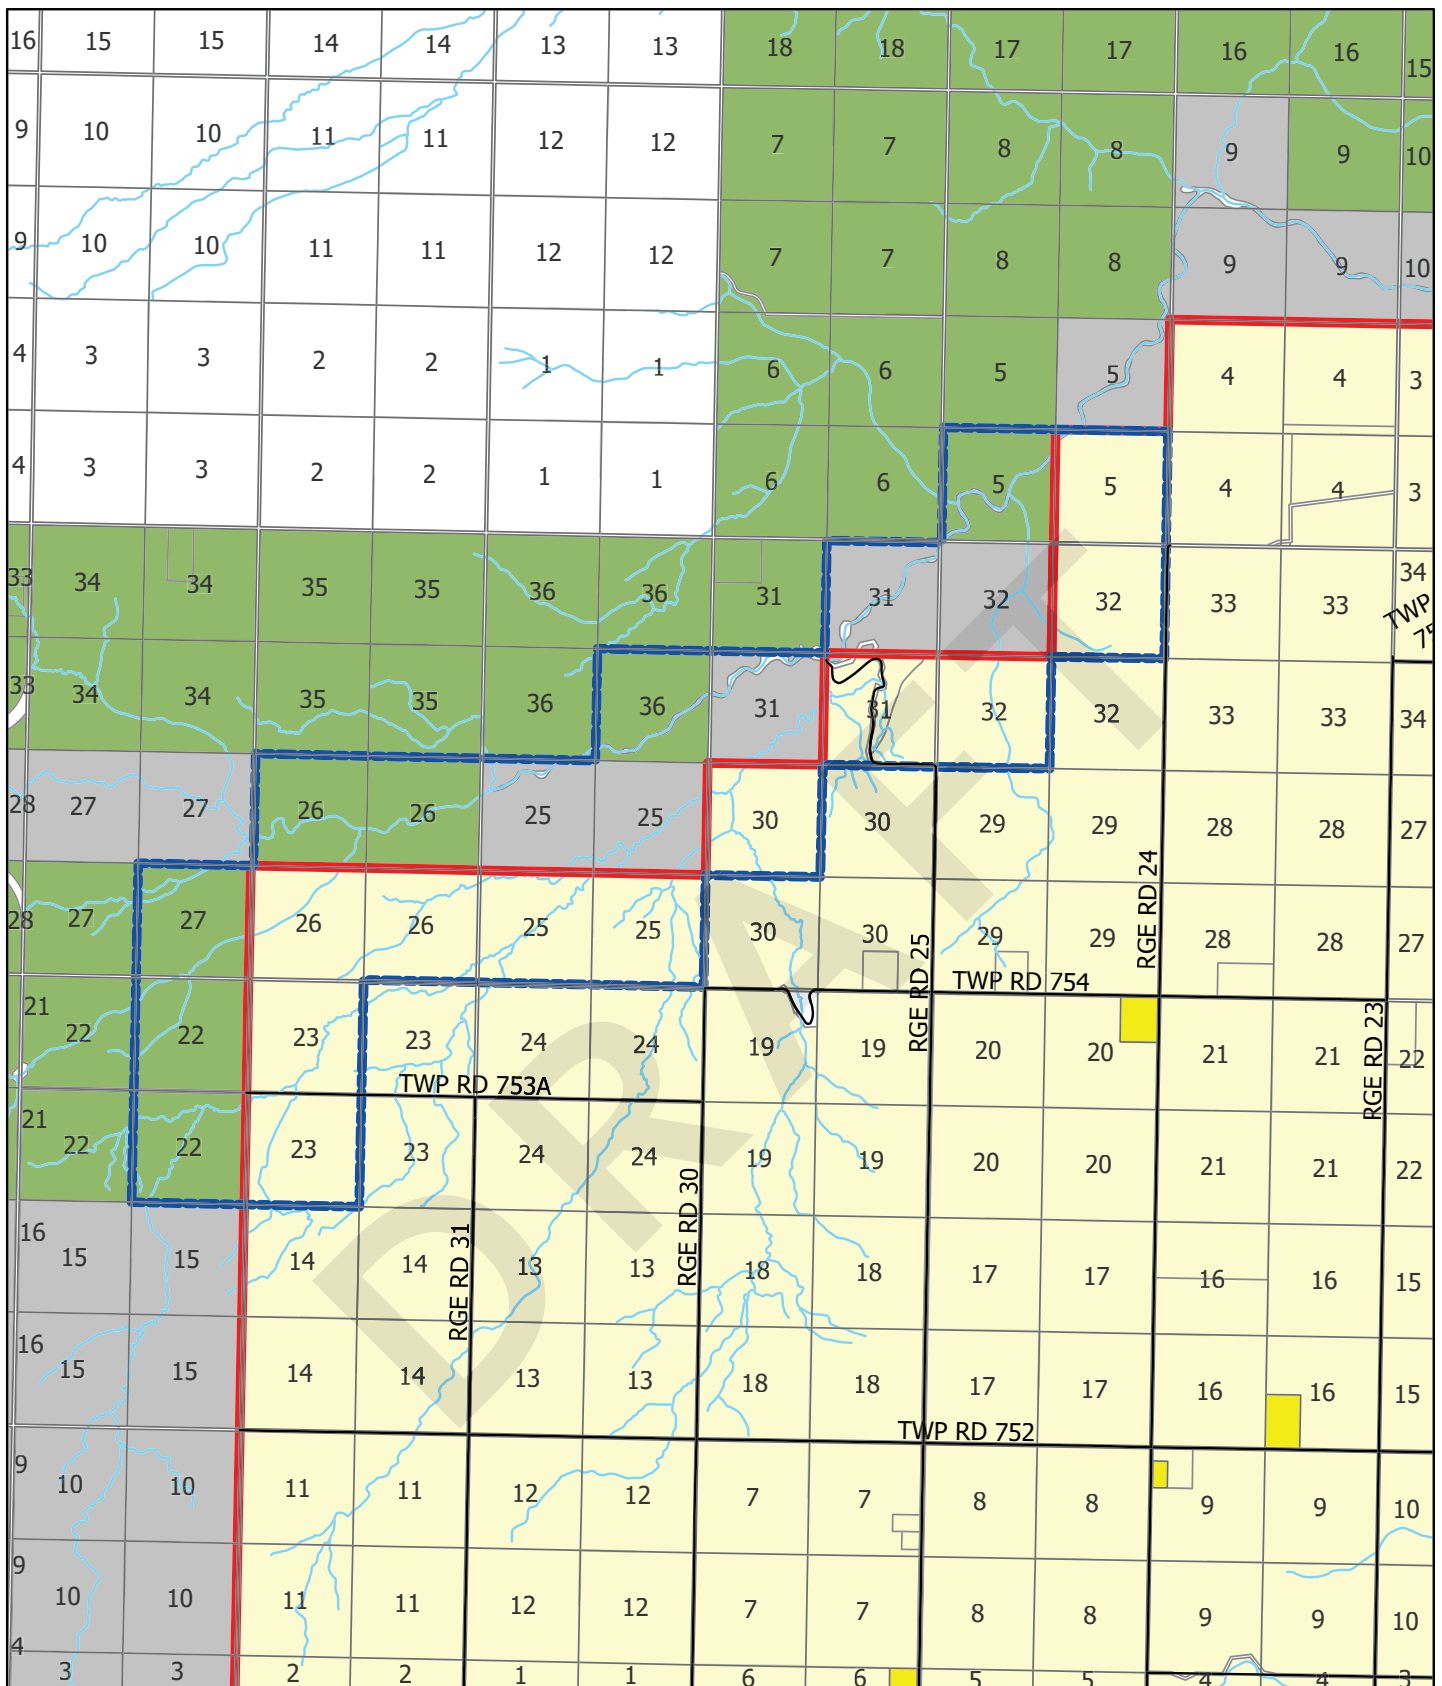 16 15 15 14 14 13 13 18 18 17 17 16 16 15
9 10 10 11 11 12 12 7 7 8 8 9 9 10
9 10 10 11 11 12 12 7 7 8 8 9 9 10
4 3 3 2 2 1 1 6 6 5 5 4 4 3
4 3 3 2 2 1 1 6 6 5 5 4 4 3
33 34 34 35 35 36 36 31 31 32 32 33 33 34
TWP
33 34 34 35 35 36 36 31 31 32 32 33 33 34
28 27 27 26 26 25 25 30 30 29 29 28 28 27
28 27 27 26 26 25 25 30 30 29 29 28 28 27
RGE RD 24
RGE RD 25
TWP RD 754
21 22 22 23 23 24 24 19 19 20 20 21 21 22
RGE RD 23
TWP RD 753A
21 22 22 23 23 24 24 19 19 20 20 21 21 22
RGE RD 30
RGE RD 31
16 15 15 14 14 13 13 18 18 17 17 16 16 15
16 15 15 14 14 13 13 18 18 17 17 16 16 15
TWP RD 752
9 10 10 11 11 12 12 7 7 8 8 9 9 10
9 10 10 11 11 12 12 7 7 8 8 9 9 10
4 3 3 2 2 1 1 6 6 5 5 4 4 3
DRAFT